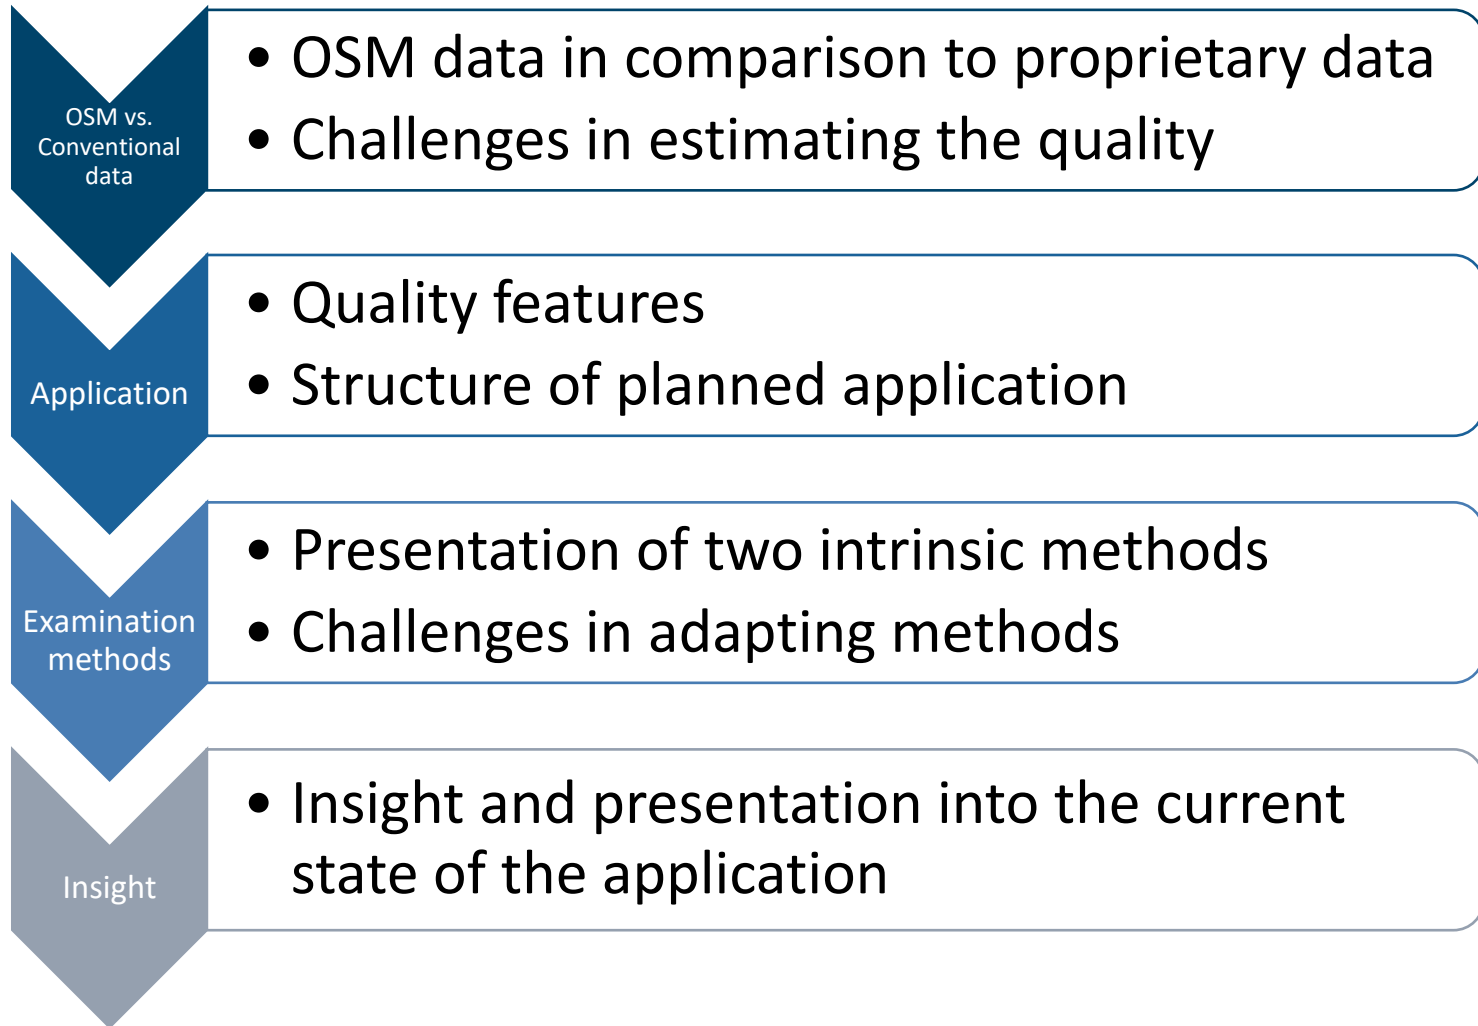 OSM vs.
Conventional
data
• OSM data in comparison to proprietary data
• Challenges in estimating the quality
Application
• Quality features
• Structure of planned application
Examination
methods
• Presentation of two intrinsic methods
• Challenges in adapting methods
Insight
• Insight and presentation into the current
state of the application